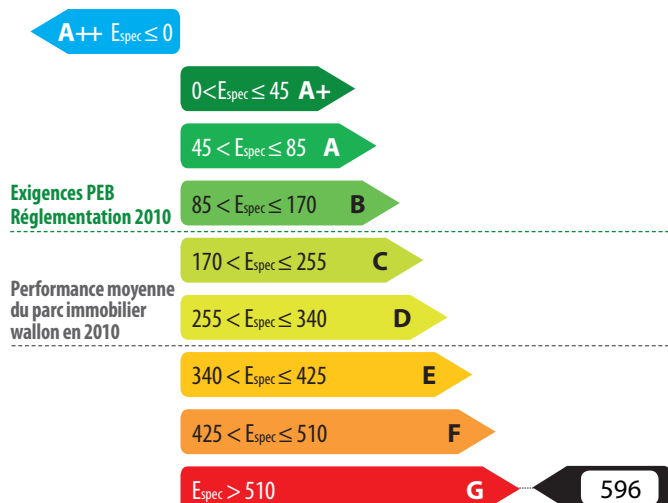 A++ Espec ≤ 0
0<Espec ≤ 45 A+
45 < Espec ≤ 85 A
Exigences PEB
Réglementation 2010
85 < Espec ≤ 170 B
170 < Espec ≤ 255 C
Performance moyenne
du parc immobilier
wallon en 2010
255 < Espec ≤ 340 D
340 < Espec ≤ 425 E
425 < Espec ≤ 510 F
Espec > 510 G
596